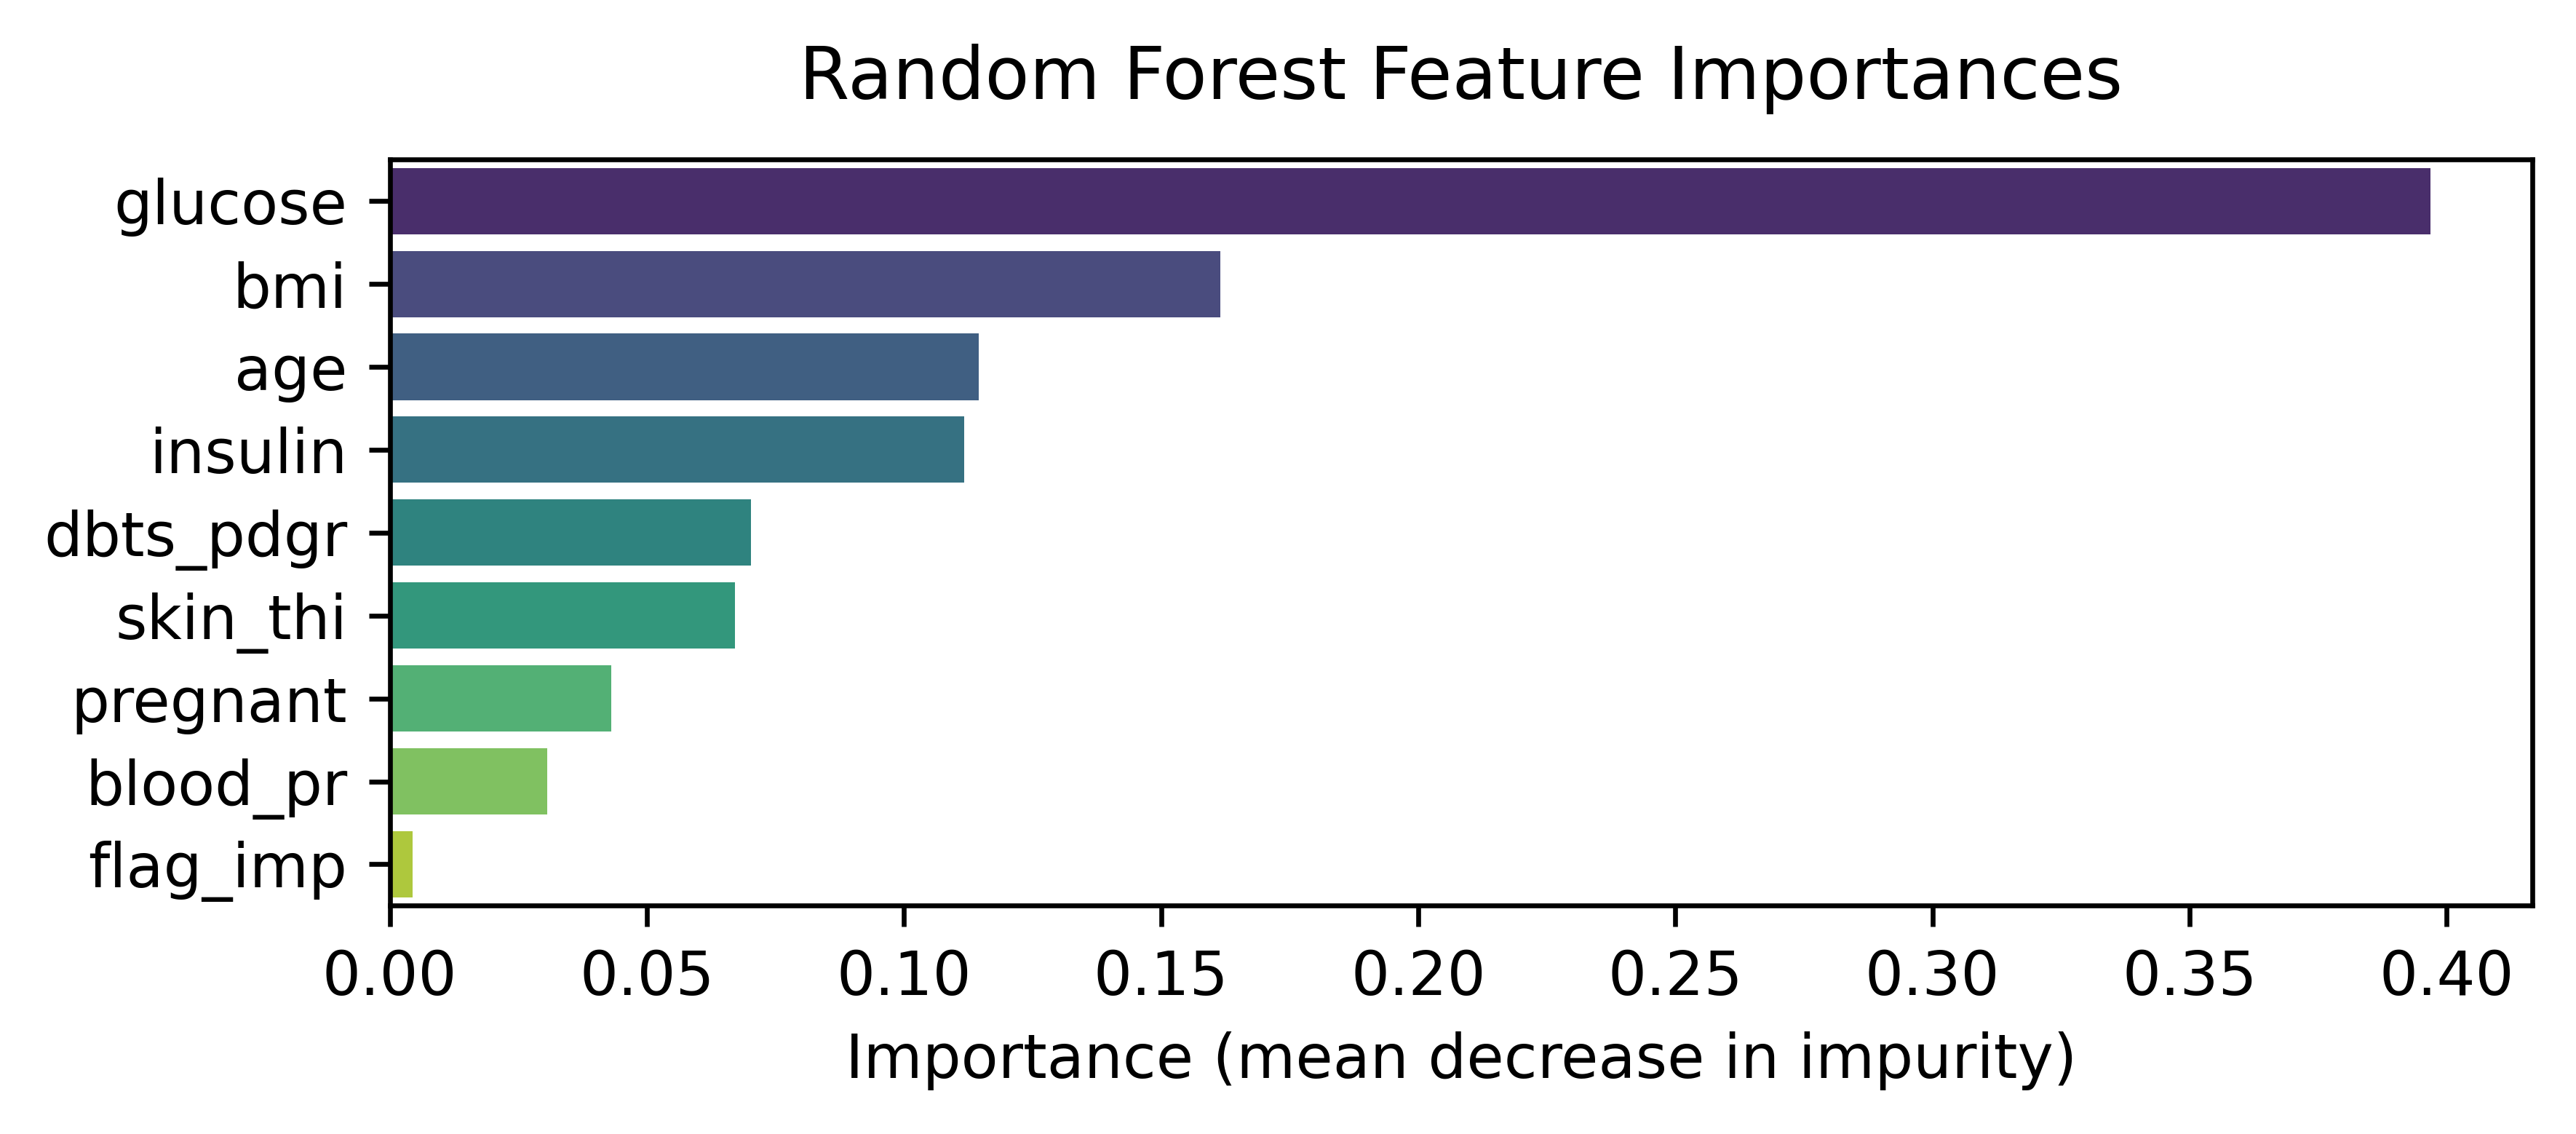 Random Forest Feature Importances
glucose
bmi
age
insulin
dbts_pdgr
skin_thi
pregnant
blood_pr
flag_imp
0.00 0.05 0.10 0.15 0.20 0.25 0.30 0.35 0.40
Importance (mean decrease in impurity)